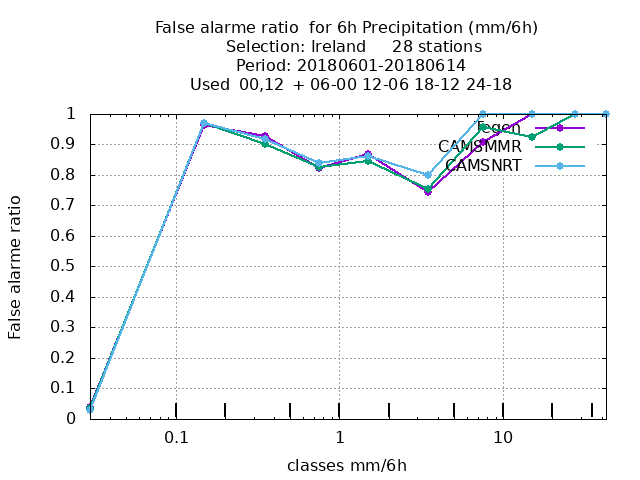 False alarme ratio  for 6h Precipitation (mm/6h)
Selection: Ireland     28 stations
Period: 20180601-20180614
Used  00,12  + 06-00 12-06 18-12 24-18
1
0.9
0.8
0.7
0.6
0.5
0.4
0.3
0.2
0.1
0
False alarme ratio
CAMSMMR
CAMSNRT
0.1
1
10
classes mm/6h